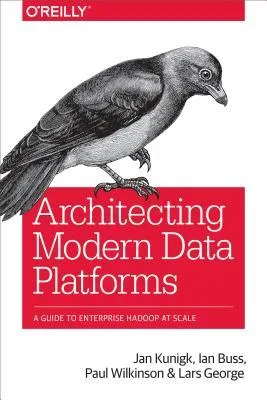 O'REILLY®
Architecting
Modern Data
Platforms
A GUIDE TO ENTERPRISE HADOOP AT SCALE
Jan Kunigk, Ian Buss,
Paul Wilkinson & Lars George